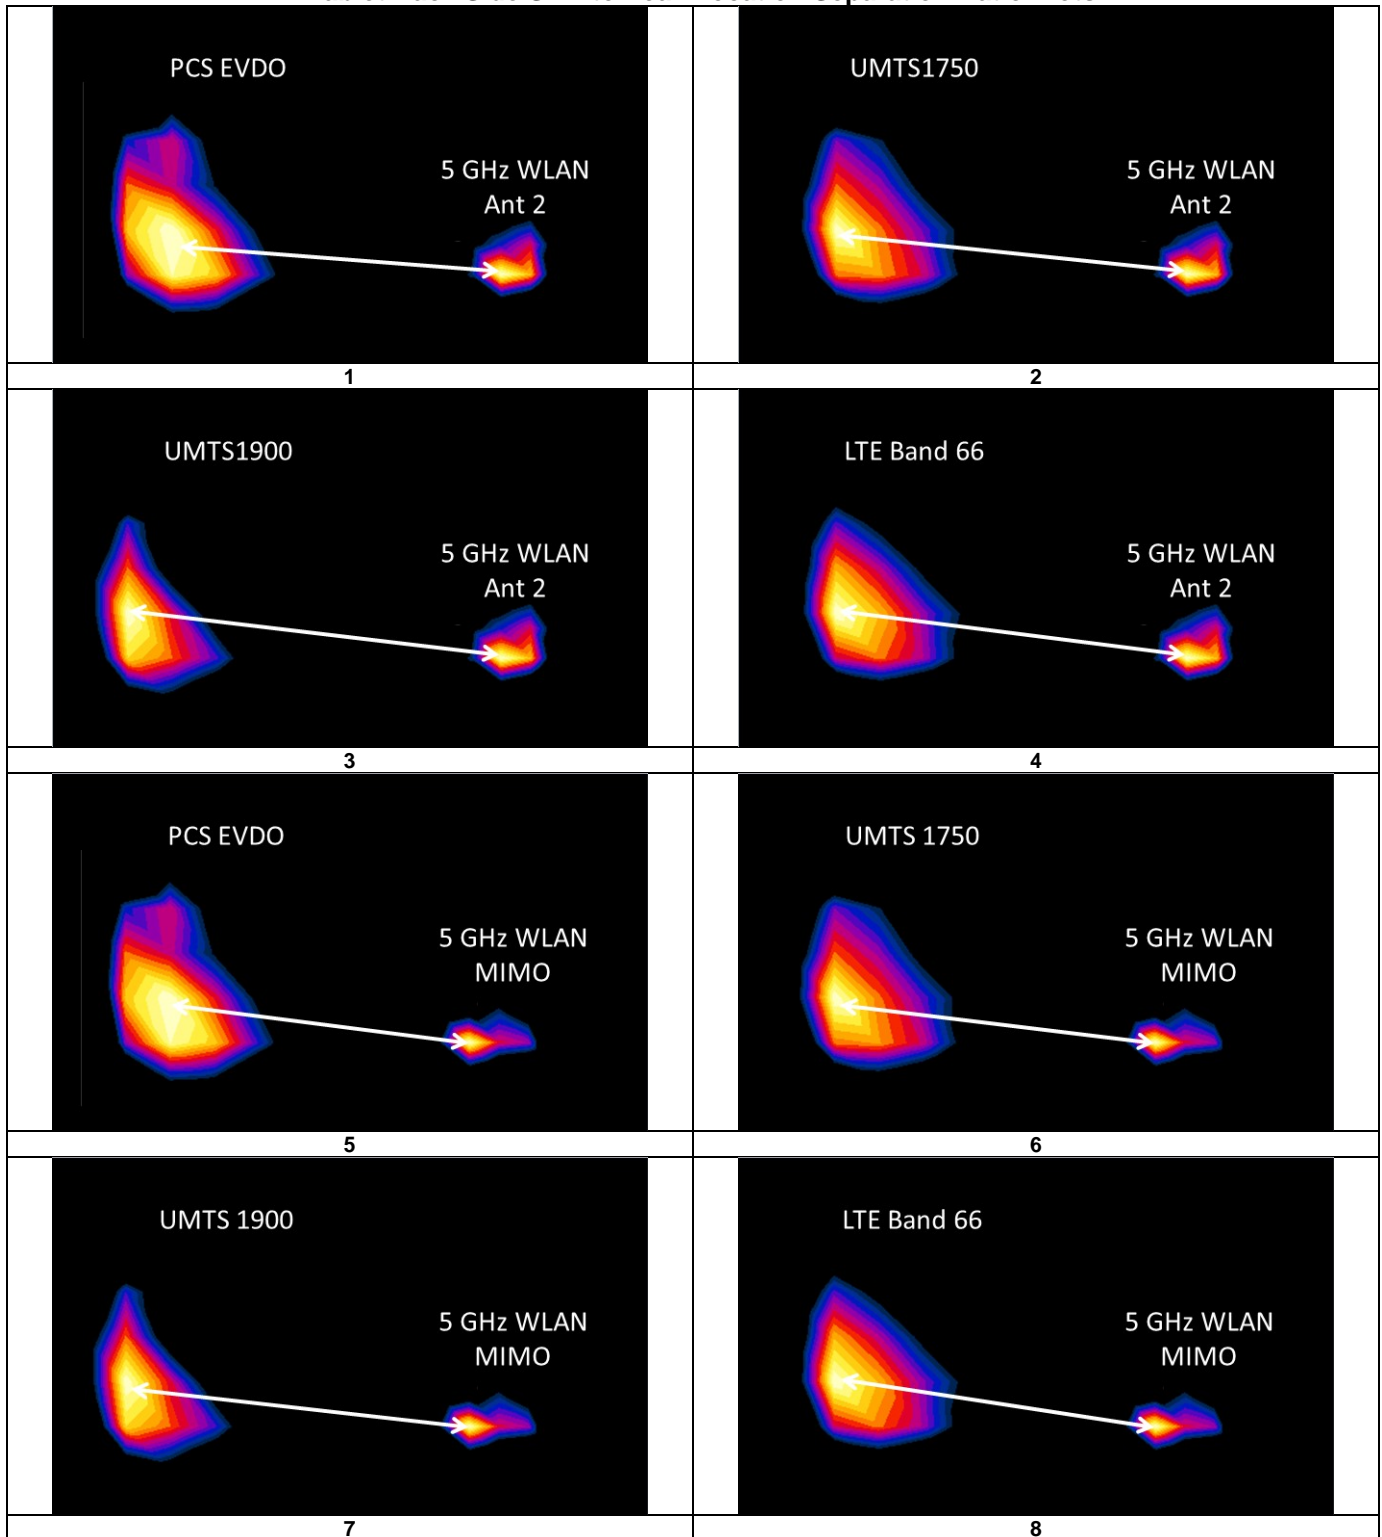 PCS EVDO
5 GHz WLAN
Ant 2
UMTS1750
5 GHz WLAN
Ant 2
1
2
UMTS1900
5 GHz WLAN
Ant 2
LTE Band 66
5 GHz WLAN
Ant 2
3
4
PCS EVDO
5 GHz WLAN
MIMO
UMTS 1750
5 GHz WLAN
MIMO
5
6
UMTS 1900
5 GHz WLAN
MIMO
LTE Band 66
5 GHz WLAN
MIMO
7
8